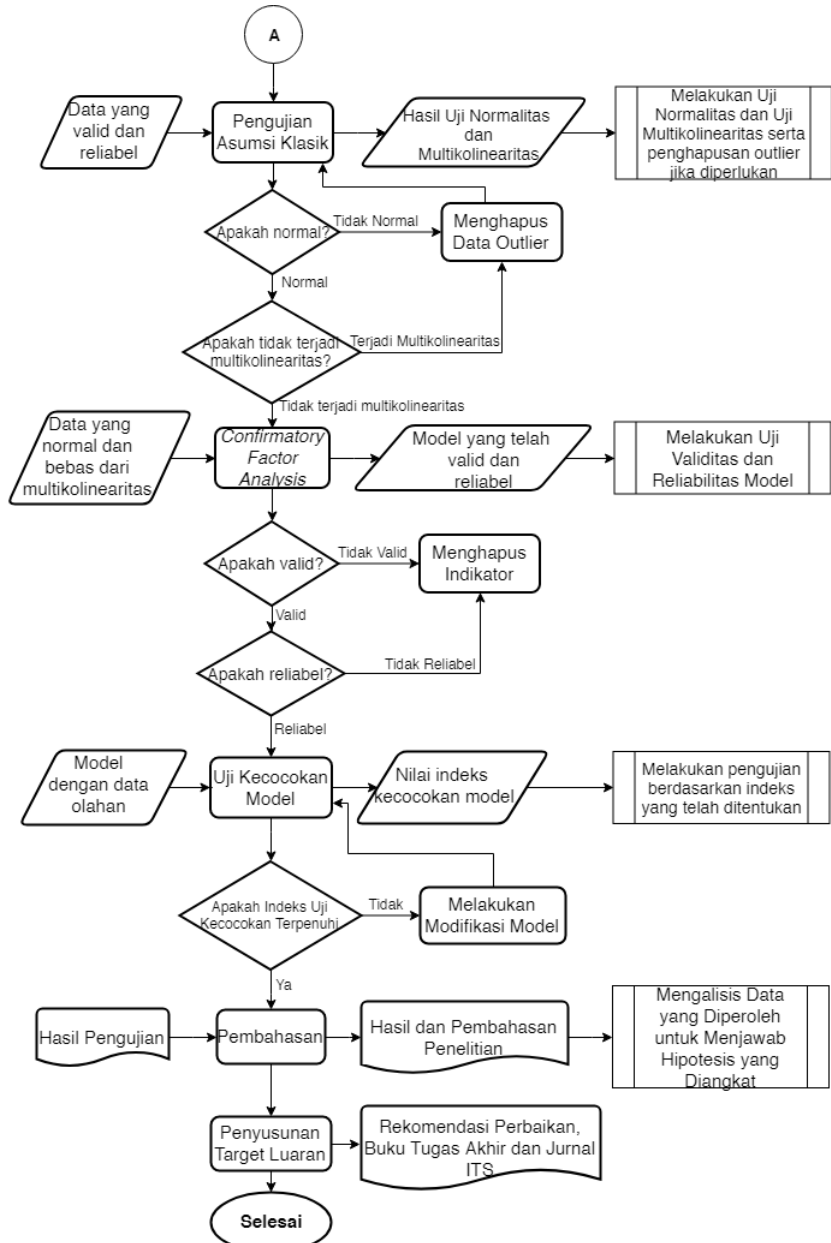 A
Data yang
valid dan
reliabel
Pengujian
Asumsi Klasik
Hasil Uji Normalitas
dan
Multikolinearitas
Melakukan Uji
Normalitas dan Uji
Multikolinearitas serta
penghapusan outlier
jika diperlukan
Apakah normal?
Tidak Normal
Menghapus
Data Outlier
Normal
Apakah tidak terjadi
multikolinearitas?
Terjadi Multikolinearitas
Tidak terjadi multikolinearitas
Data yang
normal dan
bebas dari
multikolinearitas
Confirmatory
Factor
Analysis
Model yang telah
valid dan
reliabel
Melakukan Uji
Validitas dan
Reliabilitas Model
Apakah valid?
Tidak Valid
Menghapus
Indikator
Valid
Apakah reliabel?
Tidak Reliabel
Reliabel
Model
dengan data
olahan
Uji Kecocokan
Model
Nilai indeks
kecocokan model
Melakukan pengujian
berdasarkan indeks
yang telah ditentukan
Apakah Indeks Uji
Kecocokan Terpenuhi
Tidak
Melakukan
Modifikasi Model
Ya
Hasil Pengujian
Pembahasan
Hasil dan Pembahasan
Penelitian
Mengalisis Data
yang Diperoleh
untuk Menjawab
Hipotesis yang
Diangkat
Penyusunan
Target Luaran
Rekomendasi Perbaikan,
Buku Tugas Akhir dan Jurnal
ITS
Selesai